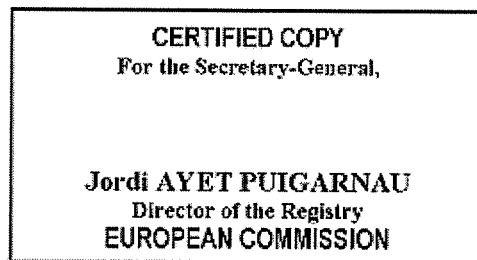 CERTIFIED COPY
For the Secretary-General,
Jordi AYET PUIGARNAU
Director of the Registry
EUROPEAN COMMISSION